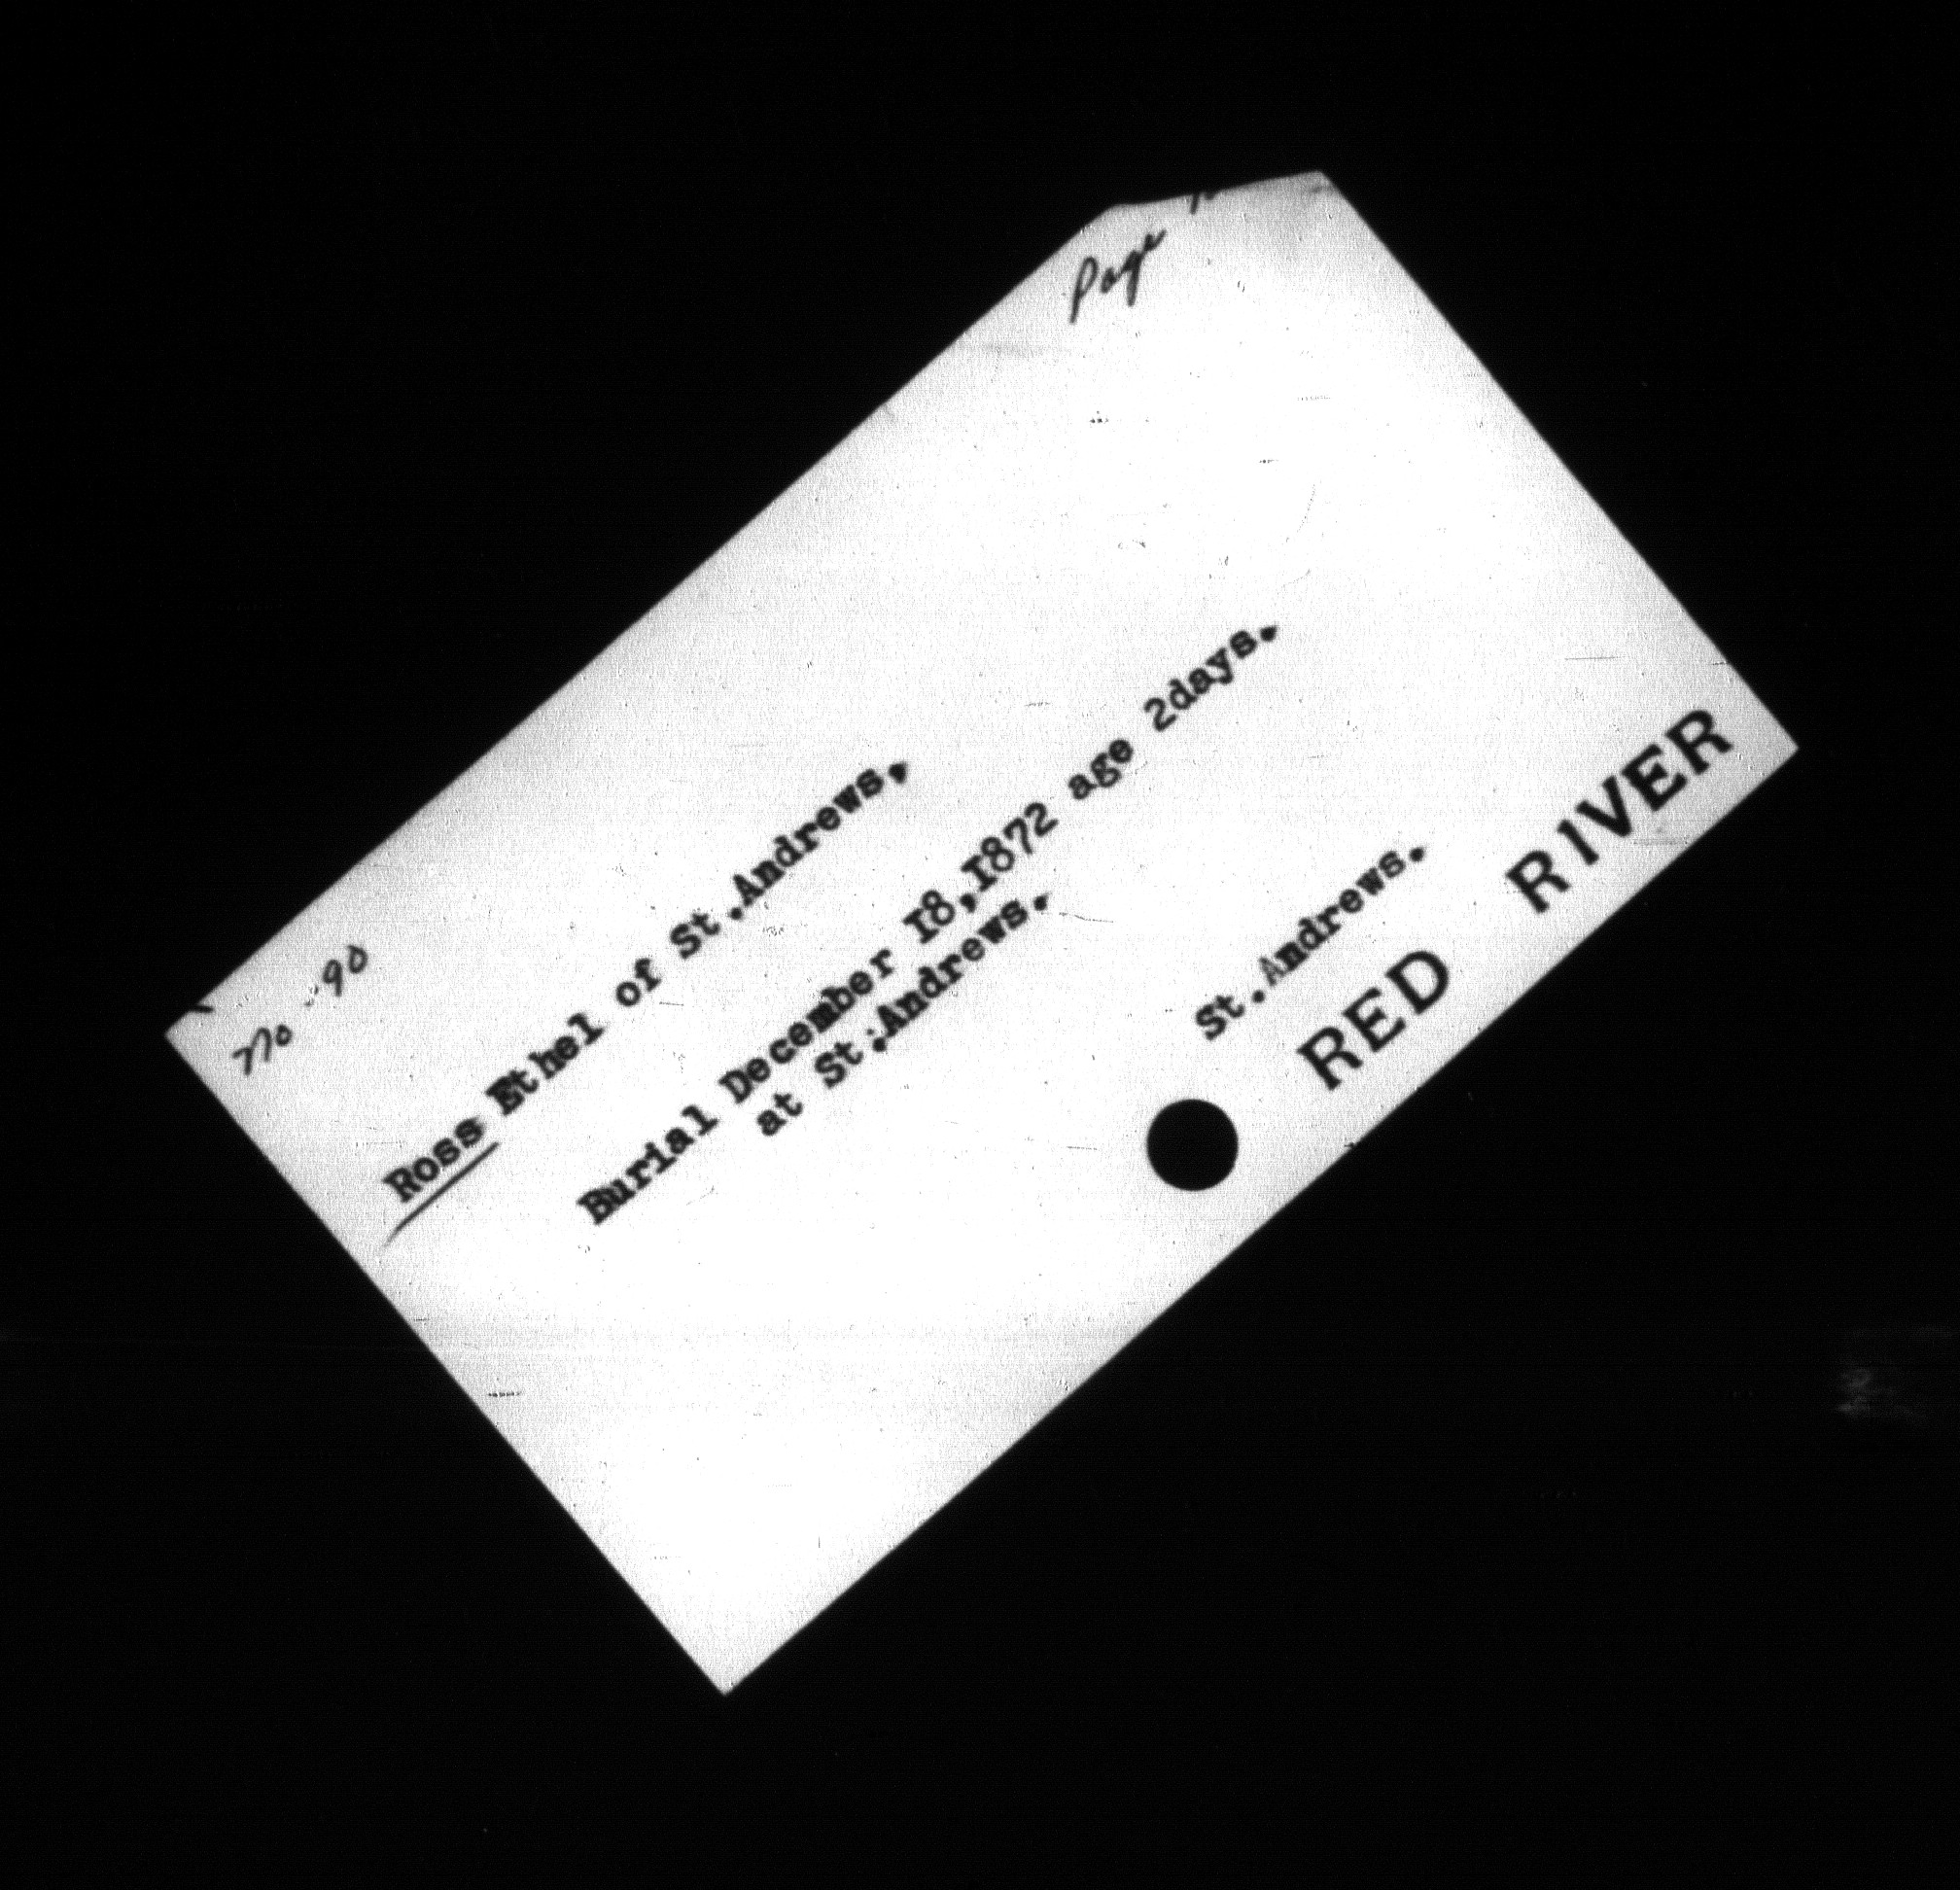 No 90
Page
Ross Ethel of St.Andrews.
Burial December I8,I872 age 2days.
at St.Andrews.
St.Andrews.
RED RIVER